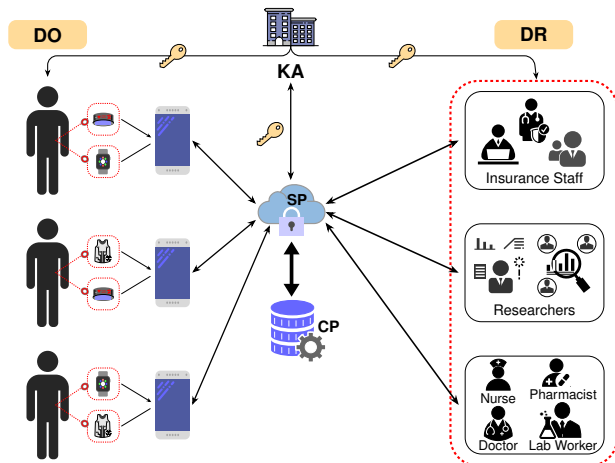 DO
DR
KA
SP
CP
Insurance Staff
Researchers
Nurse
Pharmacist
Doctor
Lab Worker